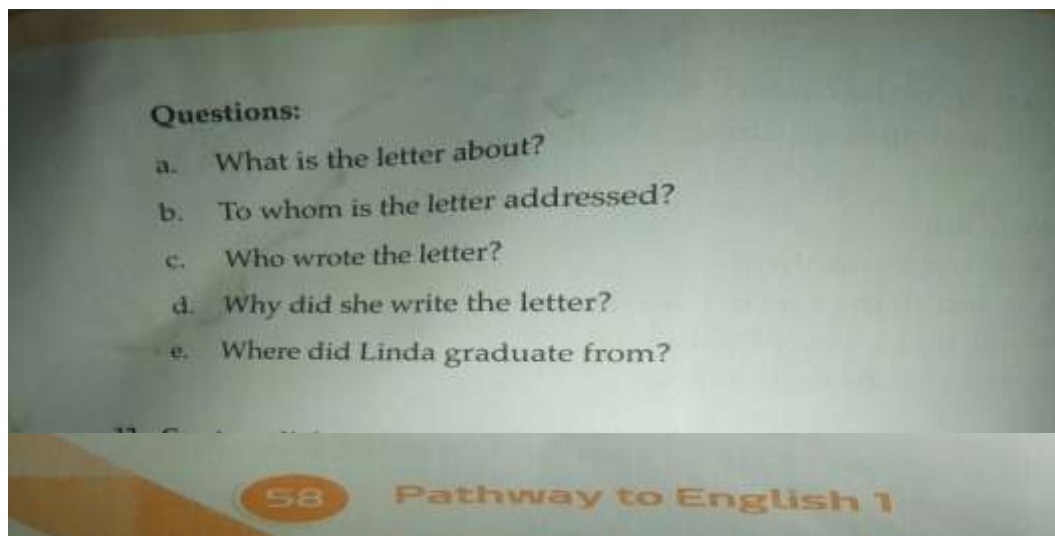 Questions:
a. What is the letter about?
b. To whom is the letter addressed?
c. Who wrote the letter?
d. Why did she write the letter?
e. Where did Linda graduate from?
58 Pathway to English 1